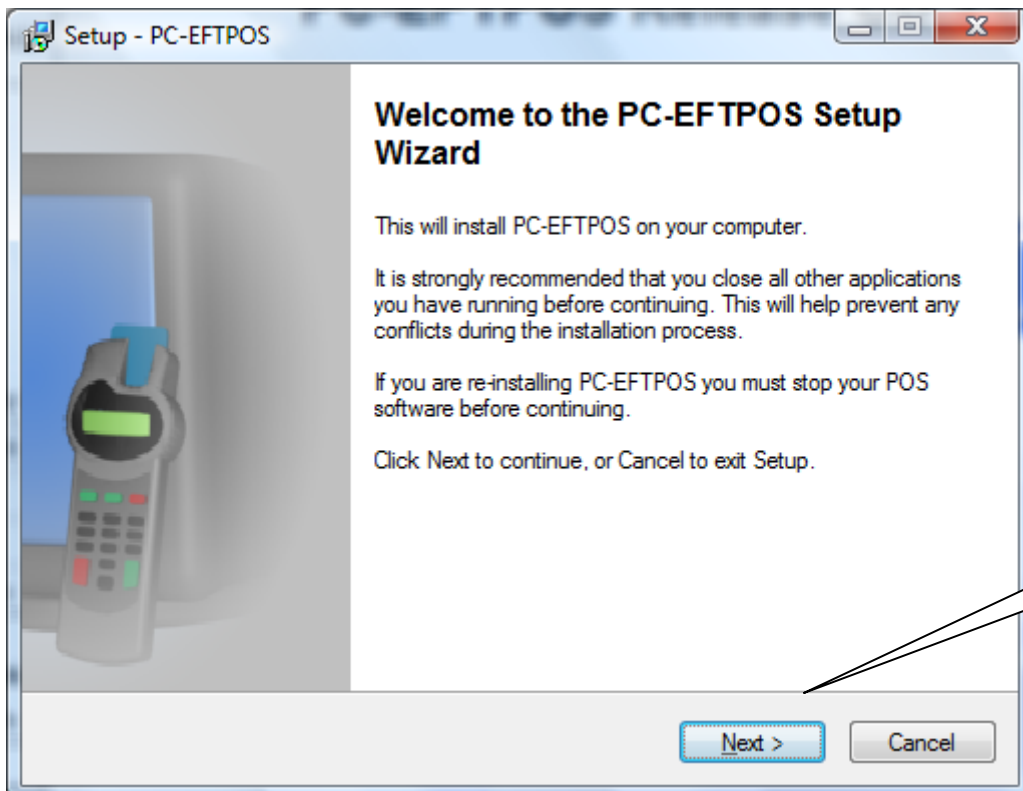 Setup - PC-EFTPOS
Welcome to the PC-EFTPOS Setup
Wizard
This will install PC-EFTPOS on your computer.
It is strongly recommended that you close all other applications
you have running before continuing. This will help prevent any
conflicts during the installation process.
If you are re-installing PC-EFTPOS you must stop your POS
software before continuing.
Click Next to continue, or Cancel to exit Setup.
Next >
Cancel